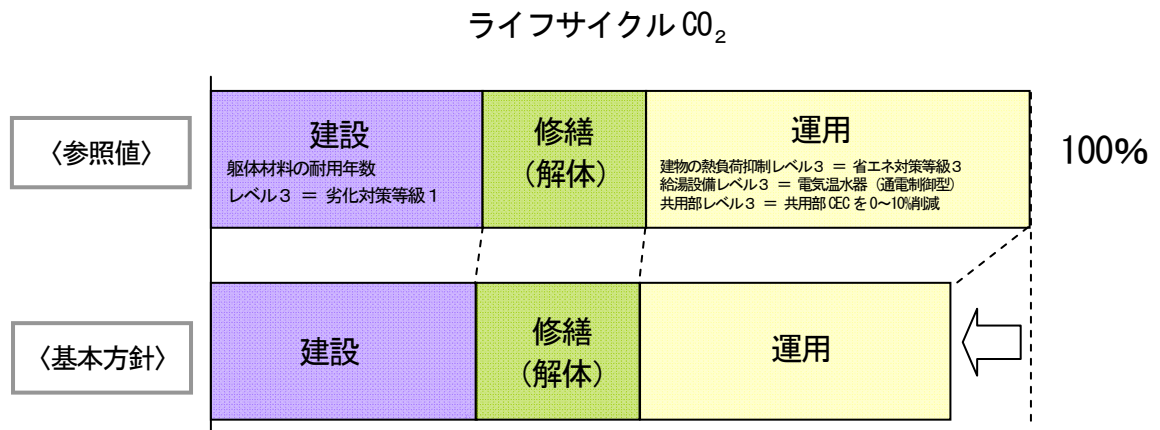 ライフサイクル CO₂
〈参照値〉
建設
躯体材料の耐用年数
レベル3 = 劣化対策等級1
修繕
(解体)
運用
建物の熱負荷抑制レベル3 = 省エネ対策等級3
給湯設備レベル3 = 電気温水器(通電制御型)
共用部レベル3 = 共用部CECを0~10%削減
100%
〈基本方針〉
建設
修繕
(解体)
運用